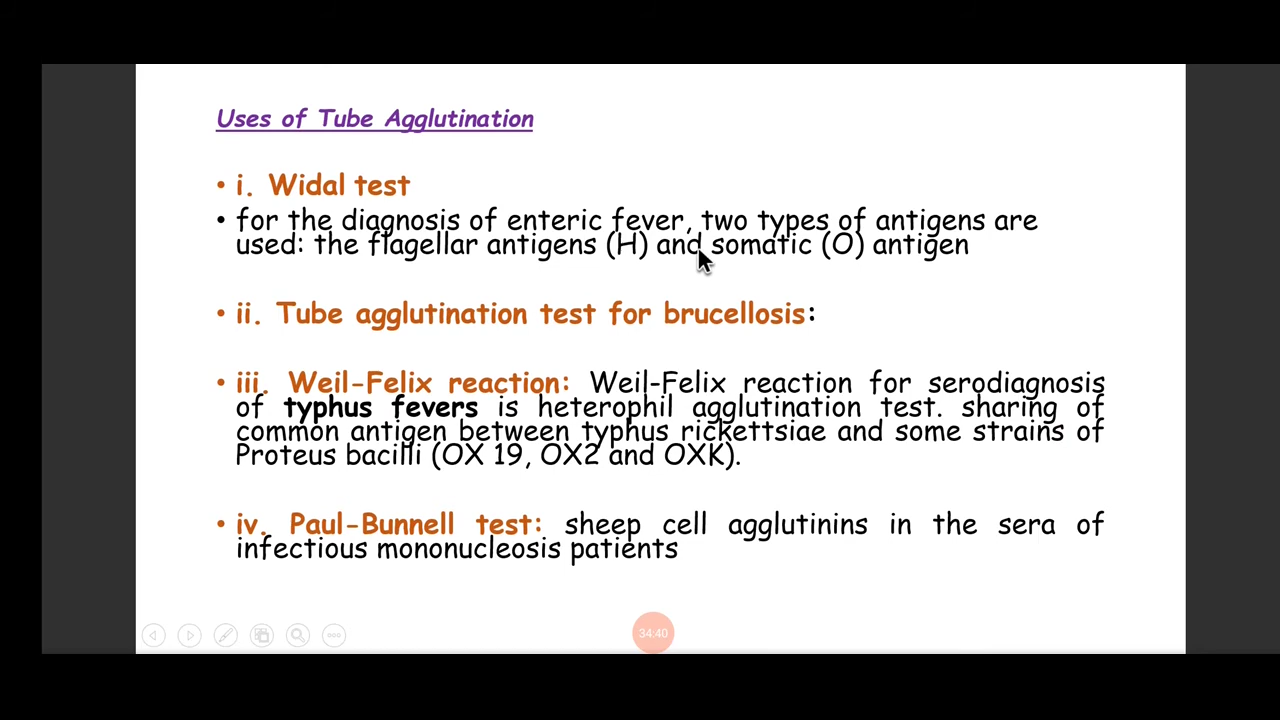 Uses of Tube Agglutination
• i. Widal test
• for the diagnosis of enteric fever, two types of antigens are
used: the flagellar antigens (H) and somatic (O) antigen
• ii. Tube agglutination test for brucellosis:
• iii. Weil-Felix reaction: Weil-Felix reaction for serodiagnosis
of typhus fevers is heterophil agglutination test. sharing of
common antigen between typhus rickettsiae and some strains of
Proteus bacilli (OX 19, OX2 and OXK).
• iv. Paul-Bunnell test: sheep cell agglutinins in the sera of
infectious mononucleosis patients
34:40